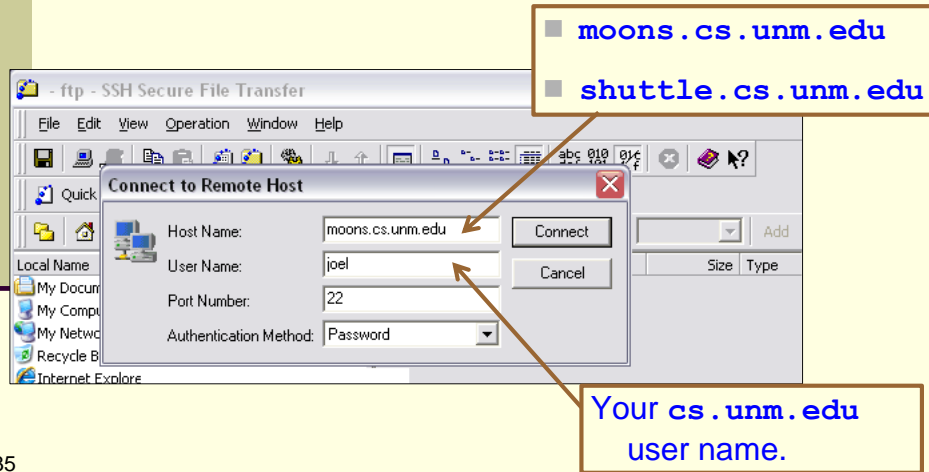 moons.cs.unm.edu
shuttle.cs.unm.edu
- ftp - SSH Secure File Transfer
File Edit View Operation Window Help
Quick
Connect to Remote Host
Host Name: moons.cs.unm.edu Connect
User Name: joel Cancel
Port Number: 22
Authentication Method: Password
Add
Local Name Size Type
My Docum
My Compu
My Netwo
Recycle B
Internet Explore
Your cs.unm.edu
user name.
35